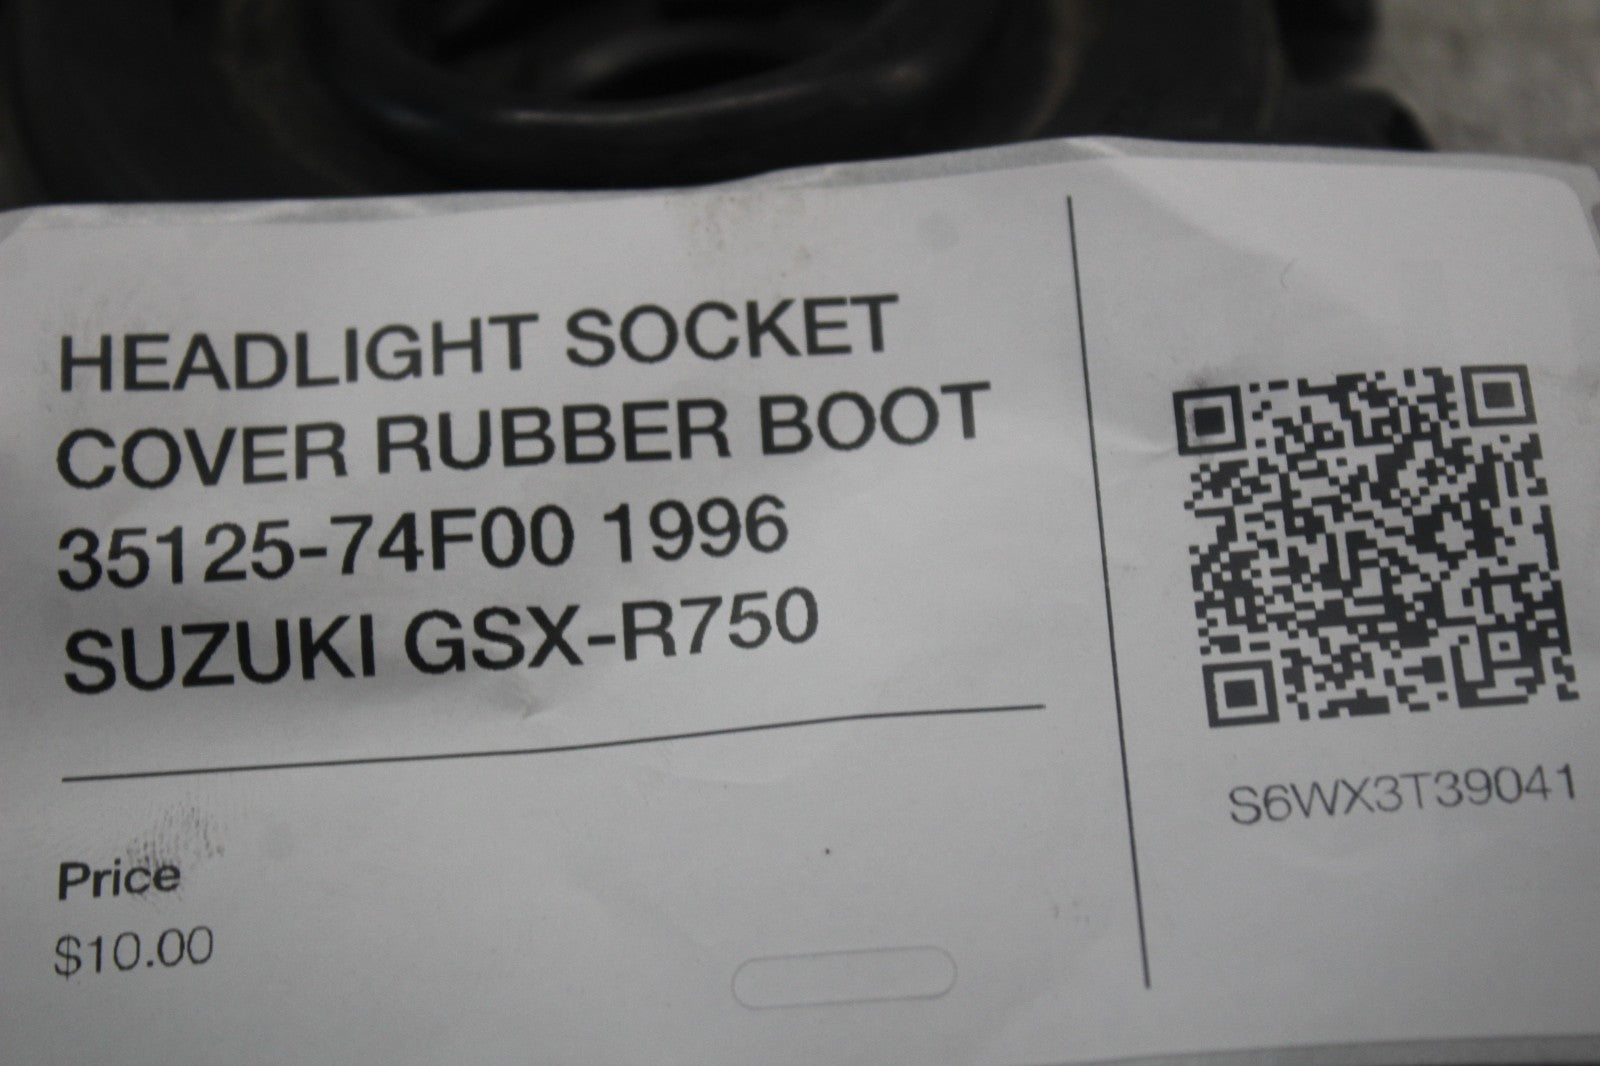 HEADLIGHT SOCKET
COVER RUBBER BOOT
35125-74F00 1996
SUZUKI GSX-R750
Price
$10.00
S6WX3T39041